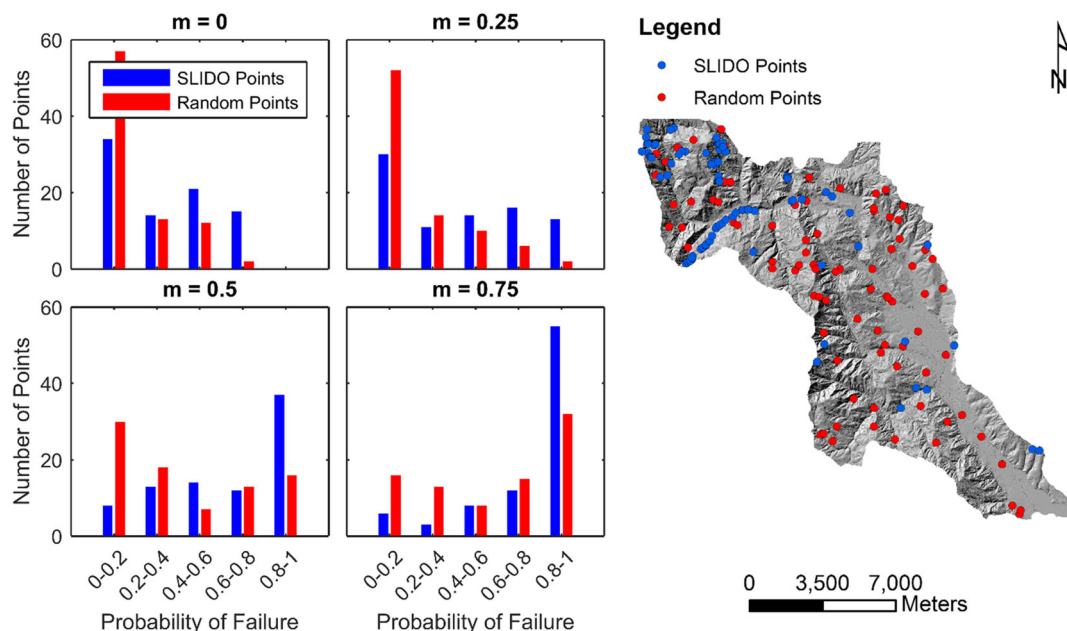 m = 0
m = 0.25
60
40
20
0
Number of Points
SLIDO Points
Random Points
m = 0.5
m = 0.75
60
40
20
0
Number of Points
0-0.2
0.2-0.4
0.4-0.6
0.6-0.8
0.8-1
0-0.2
0.2-0.4
0.4-0.6
0.6-0.8
0.8-1
Probability of Failure
Probability of Failure
Legend
SLIDO Points
Random Points
N
0 3,500 7,000
Meters